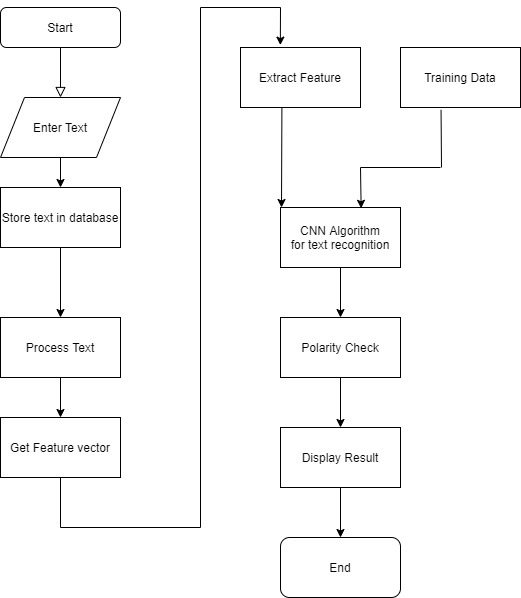 Start
Enter Text
Store text in database
Process Text
Get Feature vector
Extract Feature
Training Data
CNN Algorithm
for text recognition
Polarity Check
Display Result
End